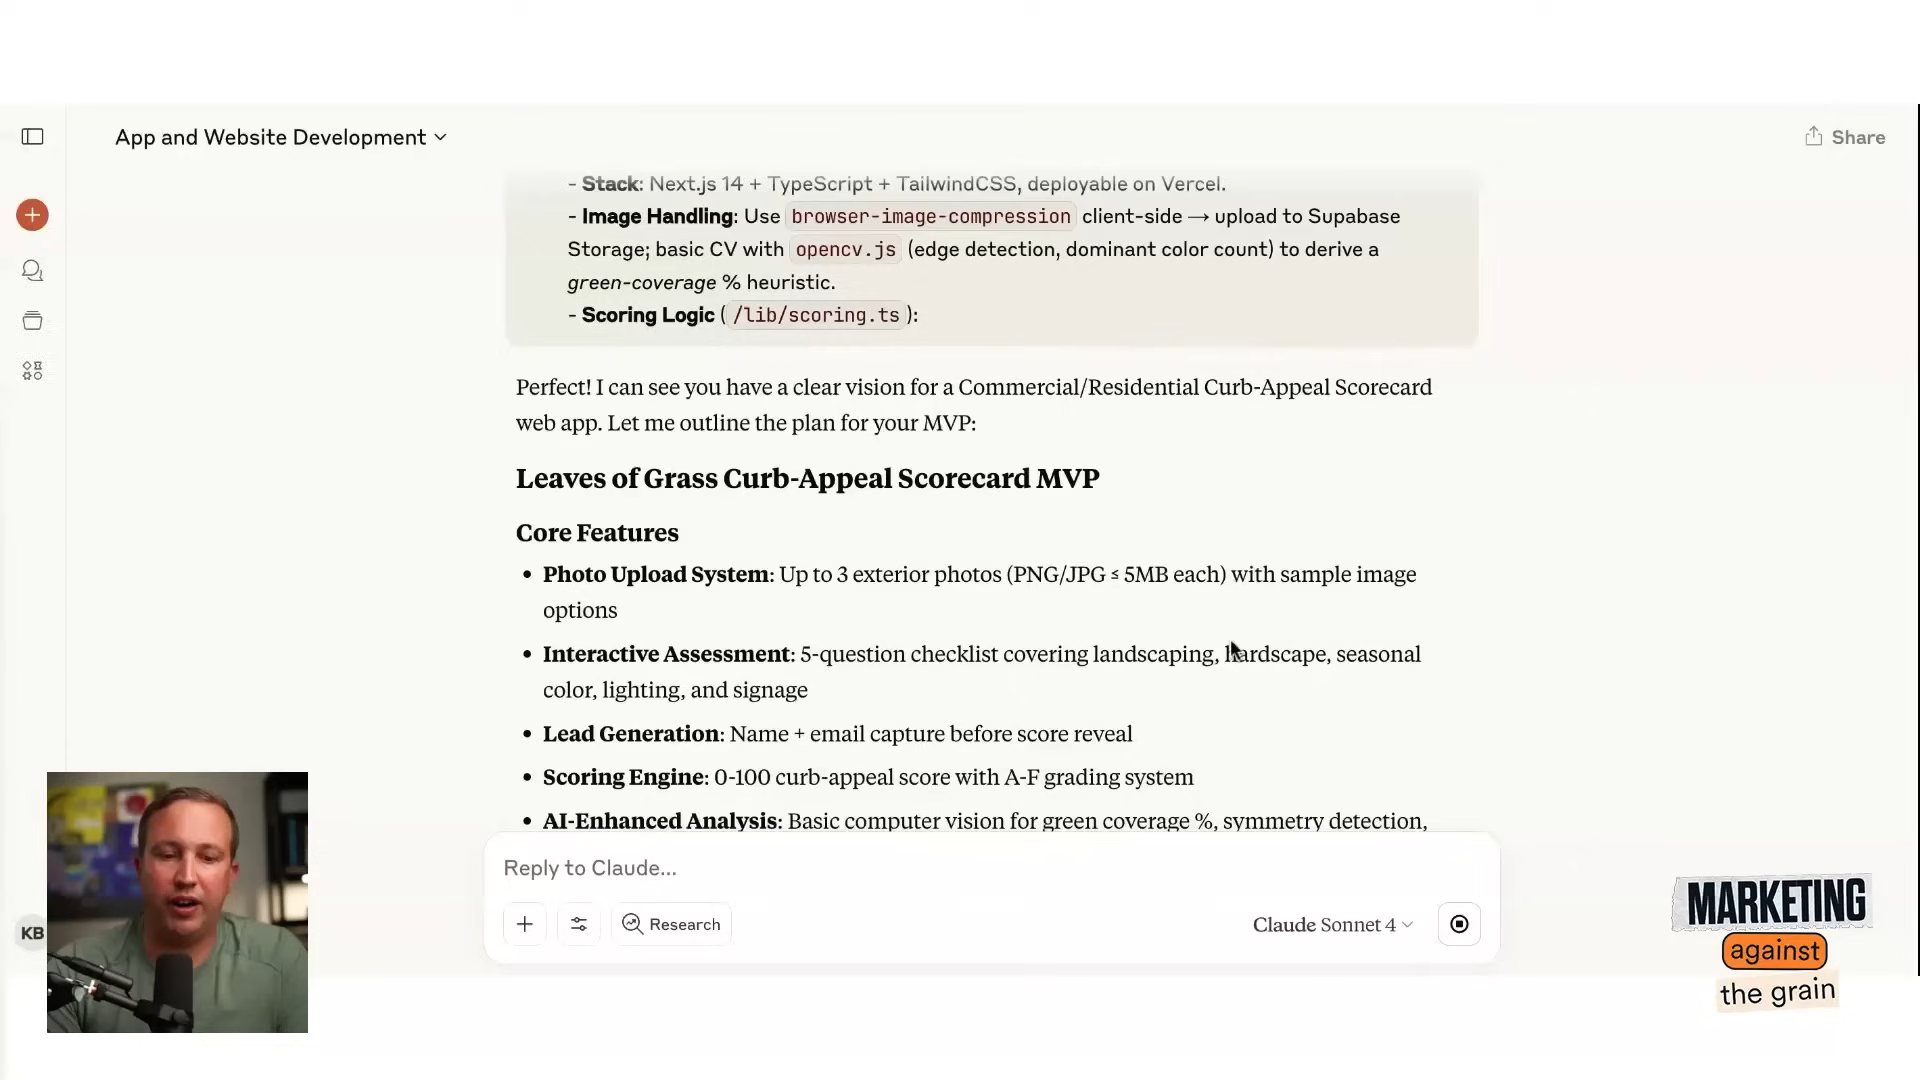 App and Website Development
Share
- Stack: Next.js 14 + TypeScript + TailwindCSS, deployable on Vercel.
- Image Handling: Use browser-image-compression client-side → upload to Supabase
Storage; basic CV with opencv.js (edge detection, dominant color count) to derive a
green-coverage % heuristic.
- Scoring Logic ( /lib/scoring.ts ):
Perfect! I can see you have a clear vision for a Commercial/Residential Curb-Appeal Scorecard
web app. Let me outline the plan for your MVP:
Leaves of Grass Curb-Appeal Scorecard MVP
Core Features
• Photo Upload System: Up to 3 exterior photos (PNG/JPG ≤ 5MB each) with sample image
options
• Interactive Assessment: 5-question checklist covering landscaping, hardscape, seasonal
color, lighting, and signage
• Lead Generation: Name + email capture before score reveal
• Scoring Engine: 0-100 curb-appeal score with A-F grading system
• AI-Enhanced Analysis: Basic computer vision for green coverage %, symmetry detection,
Reply to Claude...
Research
Claude Sonnet 4
KB
MARKETING
against
the grain